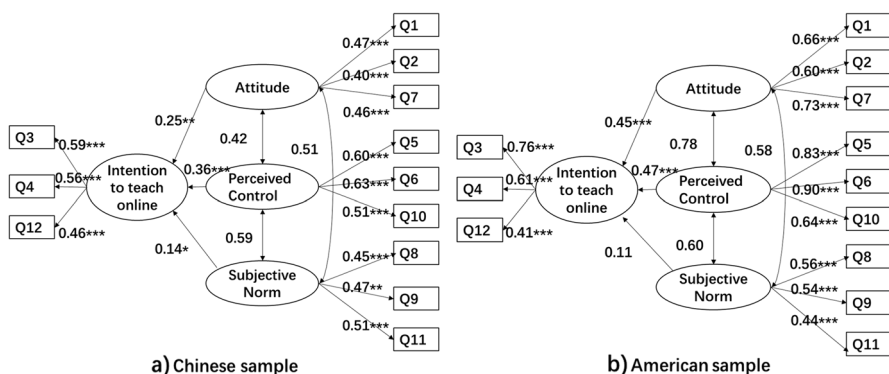 Q1
0.47***
Q2
0.40***
Attitude
Q7
0.46***
0.25**
0.42
0.51
Q3
0.59***
Q4
0.56***
Q12
0.46***
Intention
to teach
online
0.36***
Perceived
Control
Q5
0.60***
Q6
0.63***
Q10
0.51***
0.14*
0.59
Subjective
Norm
Q8
0.45***
Q9
0.47**
Q11
0.51***
a) Chinese sample
Q1
0.66***
Q2
0.60***
Attitude
Q7
0.73***
0.45***
0.78
0.58
Q3
0.76***
Q4
0.61***
Q12
0.41***
Intention
to teach
online
0.47***
Perceived
Control
Q5
0.83***
Q6
0.90***
Q10
0.64***
0.11
0.60
Subjective
Norm
Q8
0.56***
Q9
0.54***
Q11
0.44***
b) American sample